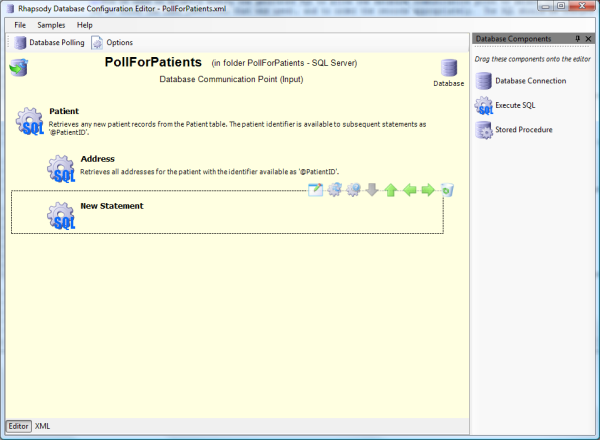 Rhapsody Database Configuration Editor - PollForPatients.xml
File Samples Help
Database Polling Options
PollForPatients (in folder PollForPatients - SQL Server)
Database Communication Point (Input)
Database
Patient
Retrieves any new patient records from the Patient table. The patient identifier is available to subsequent statements as
'@PatientID'.
SQL
Address
Retrieves all addresses for the patient with the identifier available as '@PatientID'.
SQL
New Statement
SQL
Editor XML
Database Components
Drag these components onto the editor
Database Connection
Execute SQL
SQL
Stored Procedure